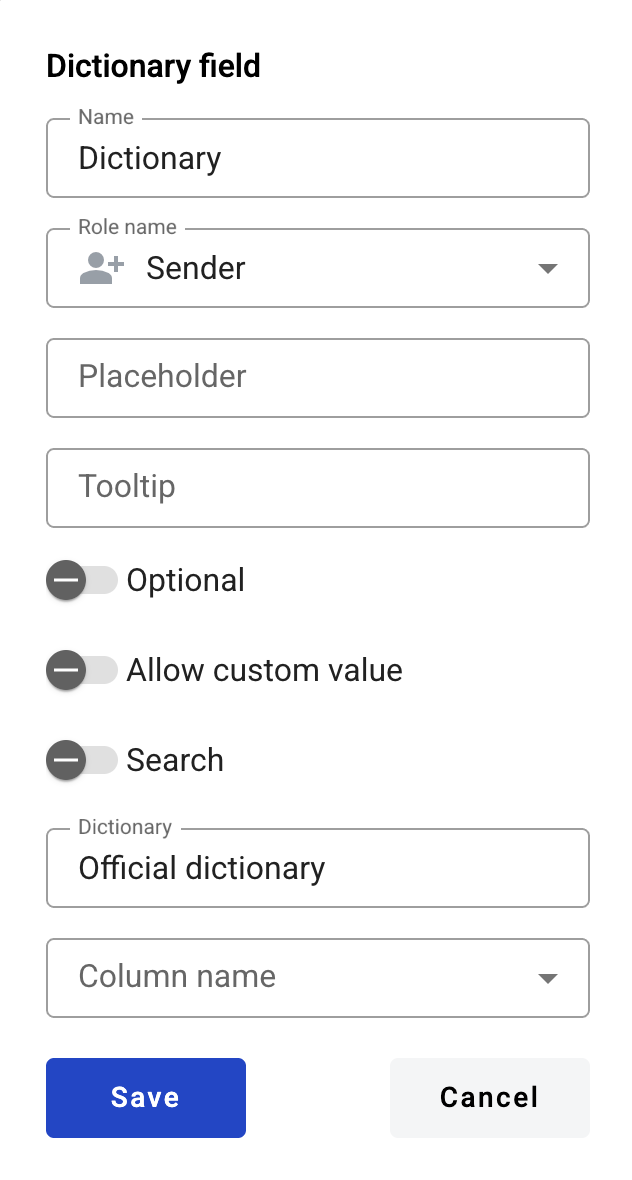 Dictionary field
Name
Dictionary
Role name
Sender
Placeholder
Tooltip
Optional
Allow custom value
Search
Dictionary
Official dictionary
Column name
Save
Cancel